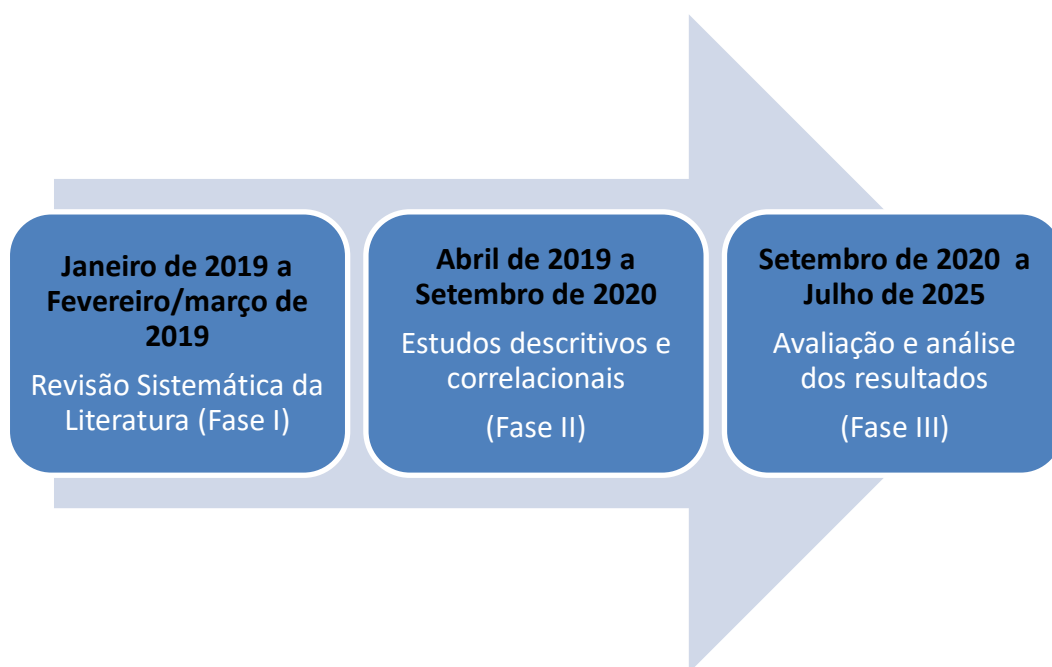 Janeiro de 2019 a
Fevereiro/março de
2019
Revisão Sistemática da
Literatura (Fase I)
Abril de 2019 a
Setembro de 2020
Estudos descritivos e
correlacionais
(Fase II)
Setembro de 2020 a
Julho de 2025
Avaliação e análise
dos resultados
(Fase III)